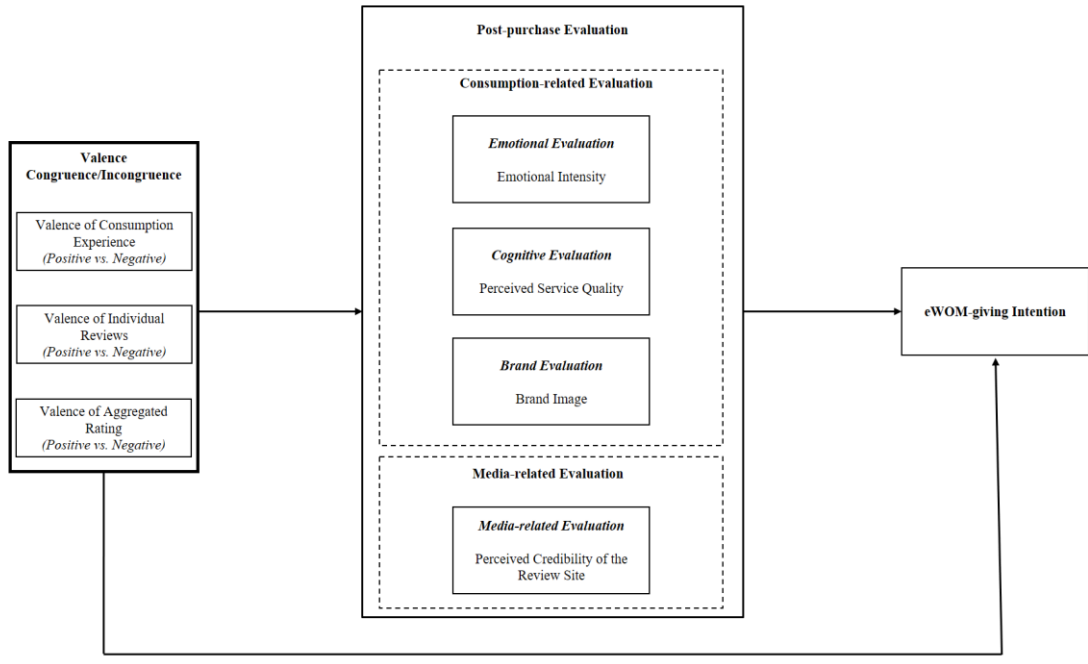 Valence
Congruence/Incongruence
Valence of Consumption
Experience
(Positive vs. Negative)
Valence of Individual
Reviews
(Positive vs. Negative)
Valence of Aggregated
Rating
(Positive vs. Negative)
Post-purchase Evaluation
Consumption-related Evaluation
Emotional Evaluation
Emotional Intensity
Cognitive Evaluation
Perceived Service Quality
Brand Evaluation
Brand Image
Media-related Evaluation
Media-related Evaluation
Perceived Credibility of the
Review Site
eWOM-giving Intention